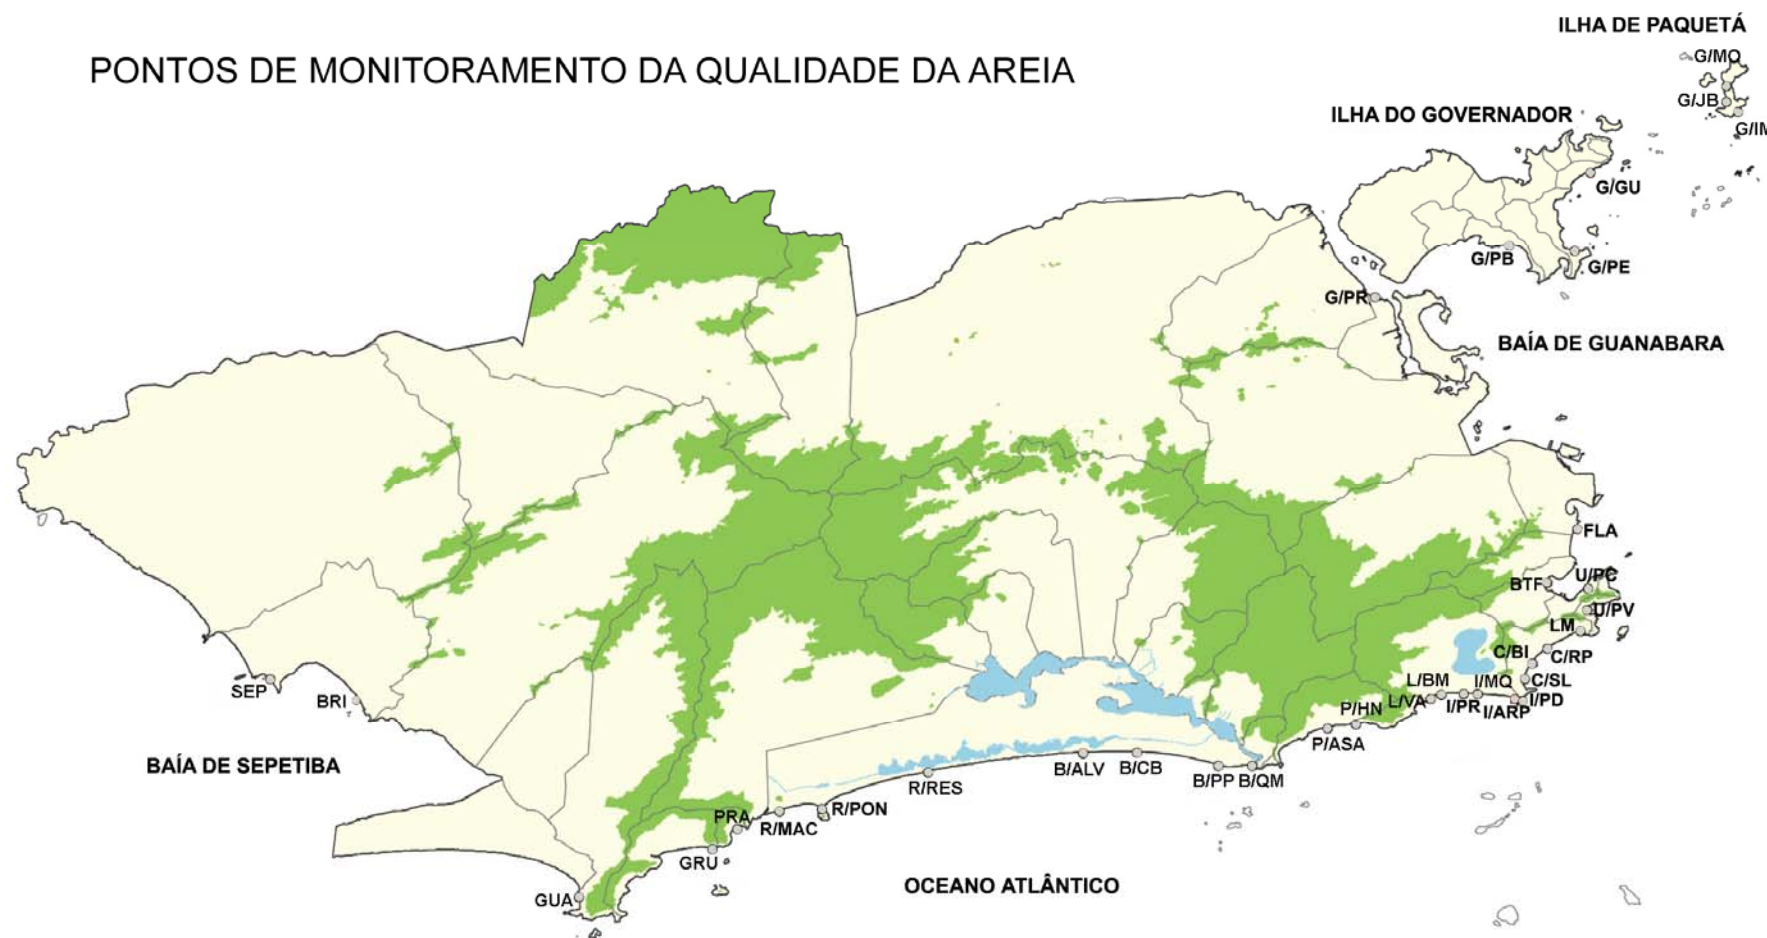 ILHA DE PAQUETÁ
G/MO
PONTOS DE MONITORAMENTO DA QUALIDADE DA AREIA
G/JB
ILHA DO GOVERNADOR
G/IM
G/GU
G/PB
G/PE
G/PR
BAÍA DE GUANABARA
FLA
BTF
U/PC
U/PV
LM
C/BI
C/RP
SEP
C/SL
L/BM
I/MQ
BRI
L/VA
I/PR
I/ARP
I/PD
P/HN
P/ASA
BAÍA DE SEPETIBA
B/ALV
B/CB
B/PP
B/QM
R/RES
PRA
R/MAC
R/PON
GRU
GUA
OCEANO ATLÂNTICO